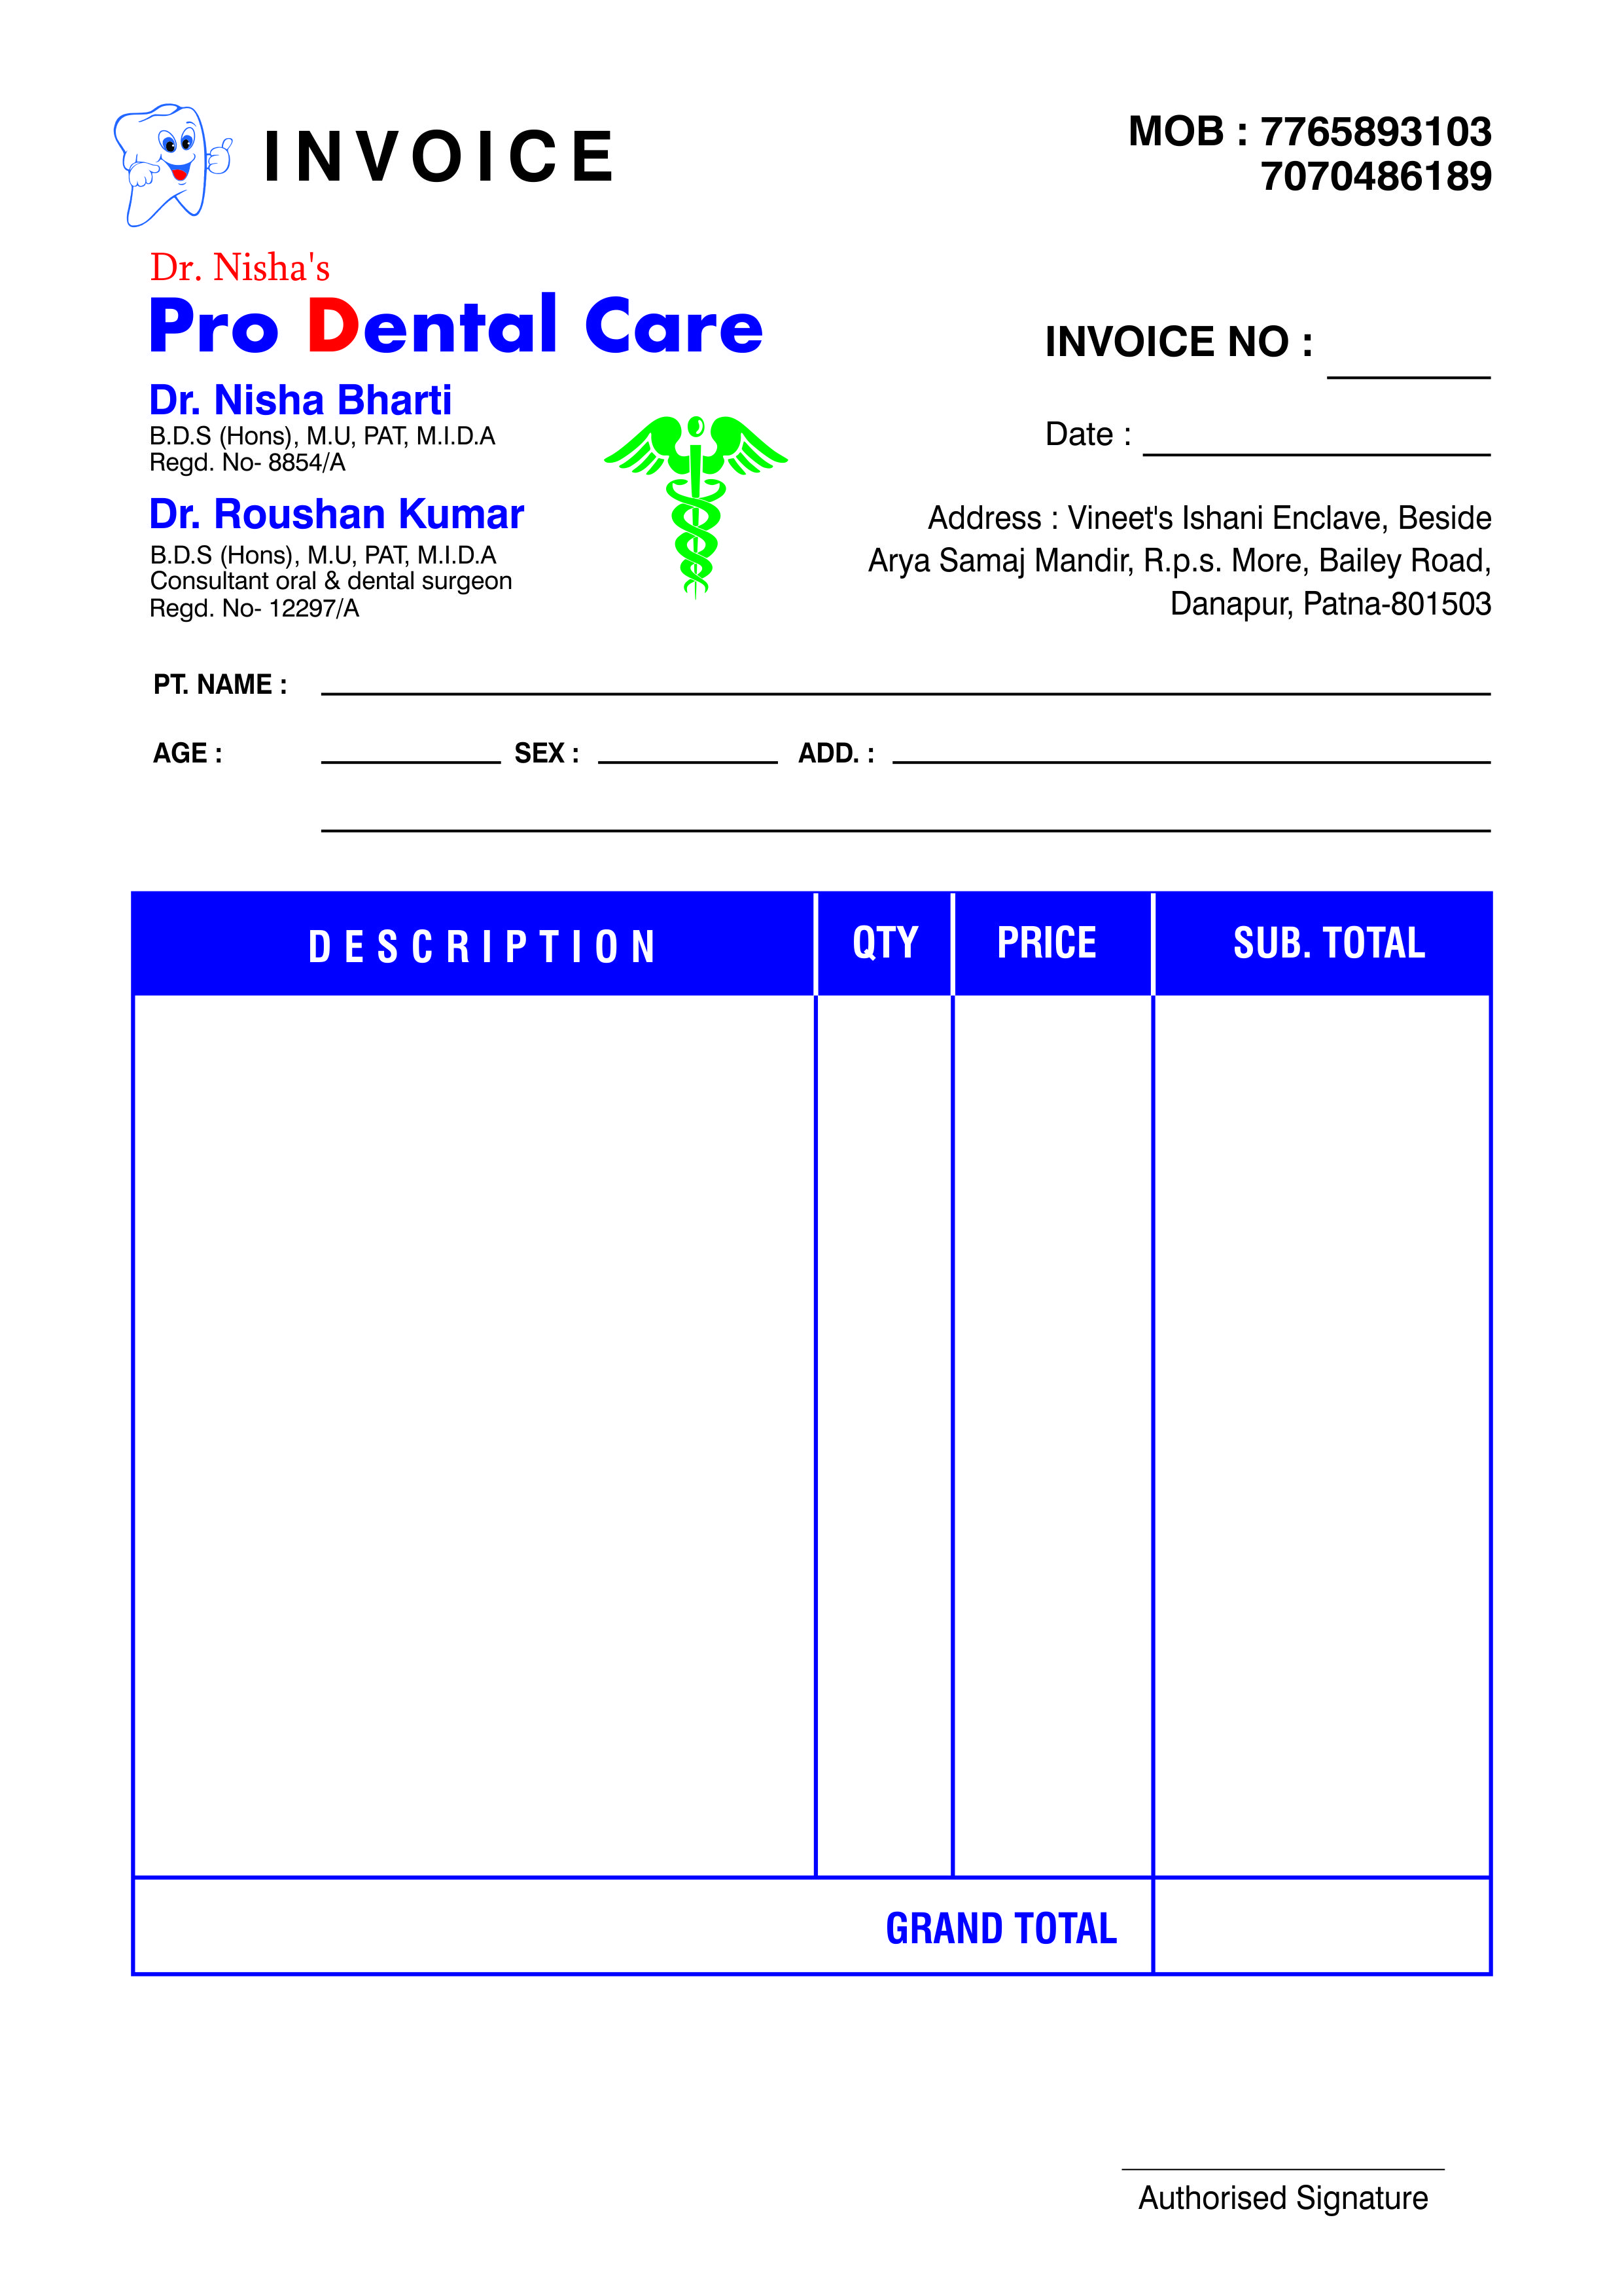 INVOICE
MOB : 7765893103
7070486189
Dr. Nisha's
Pro Dental Care
Dr. Nisha Bharti
B.D.S (Hons), M.U, PAT, M.I.D.A
Regd. No- 8854/A
Dr. Roushan Kumar
B.D.S (Hons), M.U, PAT, M.I.D.A
Consultant oral & dental surgeon
Regd. No- 12297/A
INVOICE NO :
Date :
Address : Vineet's Ishani Enclave, Beside
Arya Samaj Mandir, R.p.s. More, Bailey Road,
Danapur, Patna-801503
PT. NAME :
AGE : SEX : ADD. :
DESCRIPTION QTY PRICE SUB. TOTAL
GRAND TOTAL
Authorised Signature